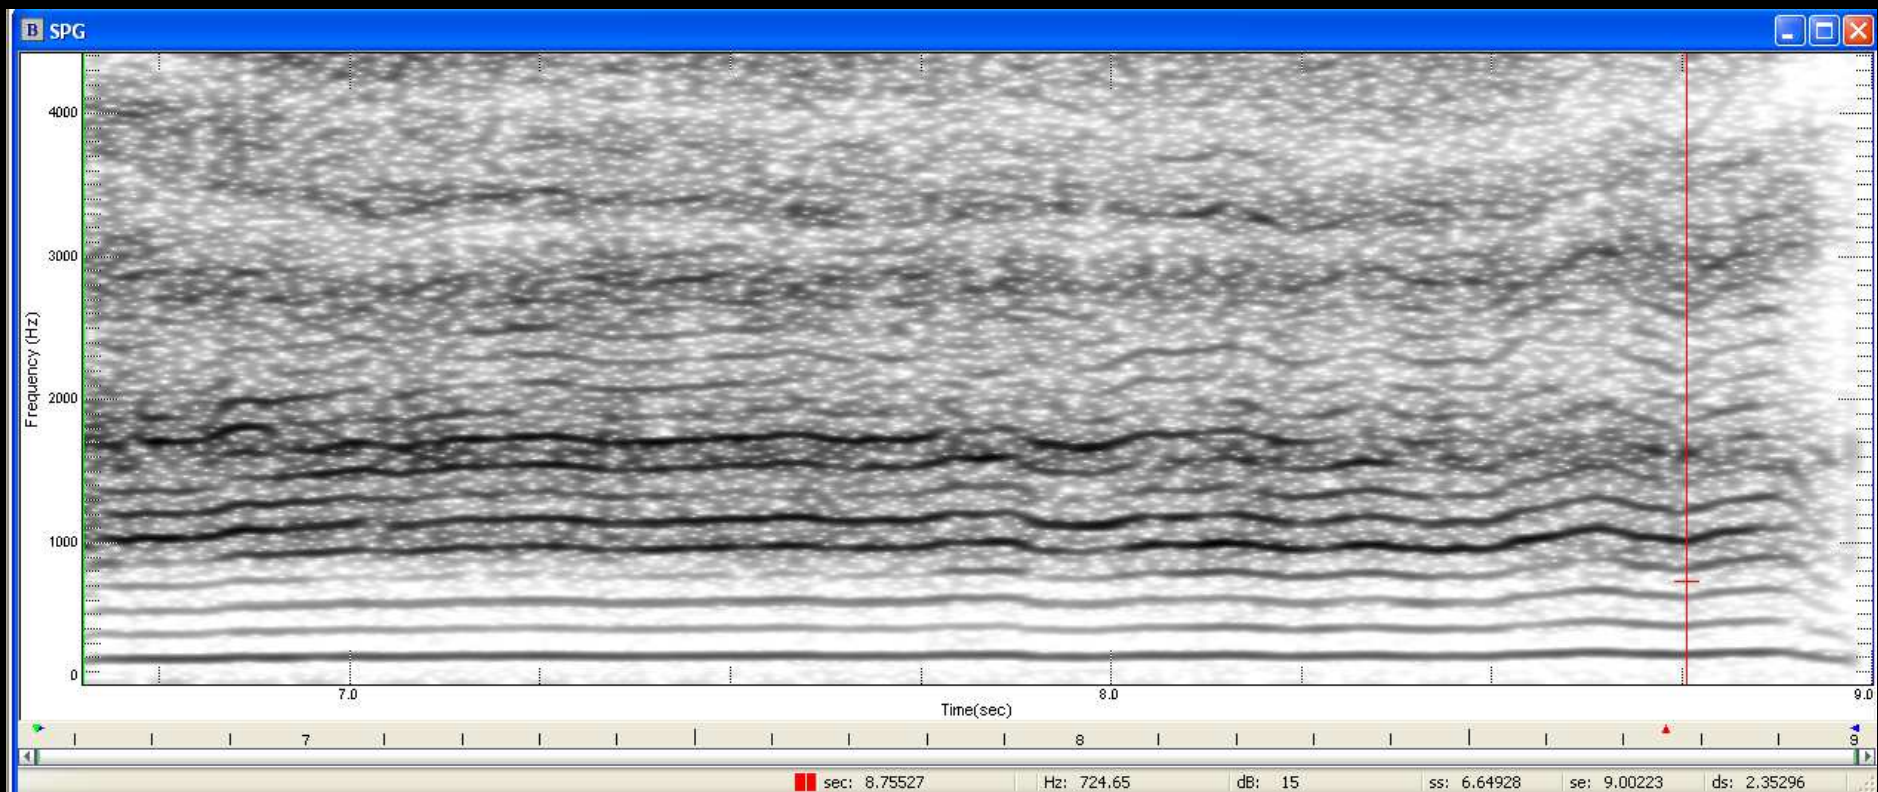 B SPG
4000
3000
2000
1000
0
Frequency (Hz)
7.0 8.0 9.0
Time(sec)
7 8 9
sec: 8.75527 Hz: 724.65 dB: 15 ss: 6.64928 se: 9.00223 ds: 2.35296